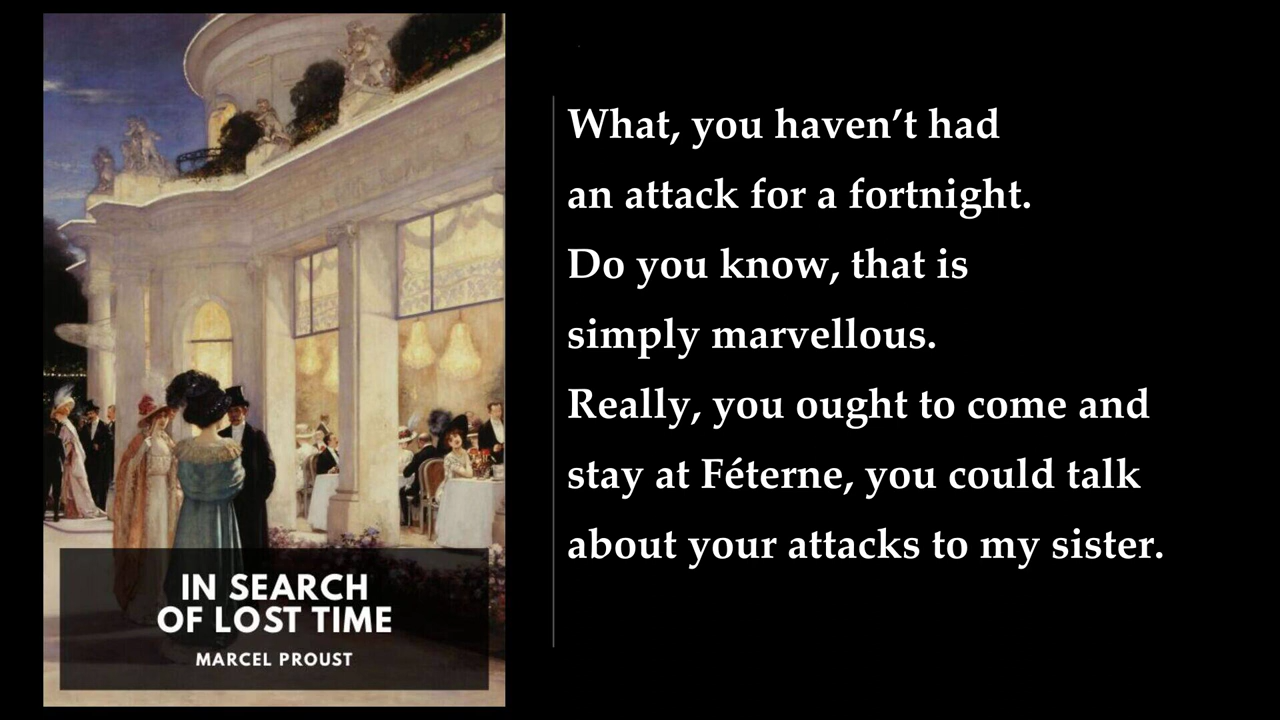 IN SEARCH
OF LOST TIME
MARCEL PROUST
What, you haven’t had
an attack for a fortnight.
Do you know, that is
simply marvellous.
Really, you ought to come and
stay at Féterne, you could talk
about your attacks to my sister.